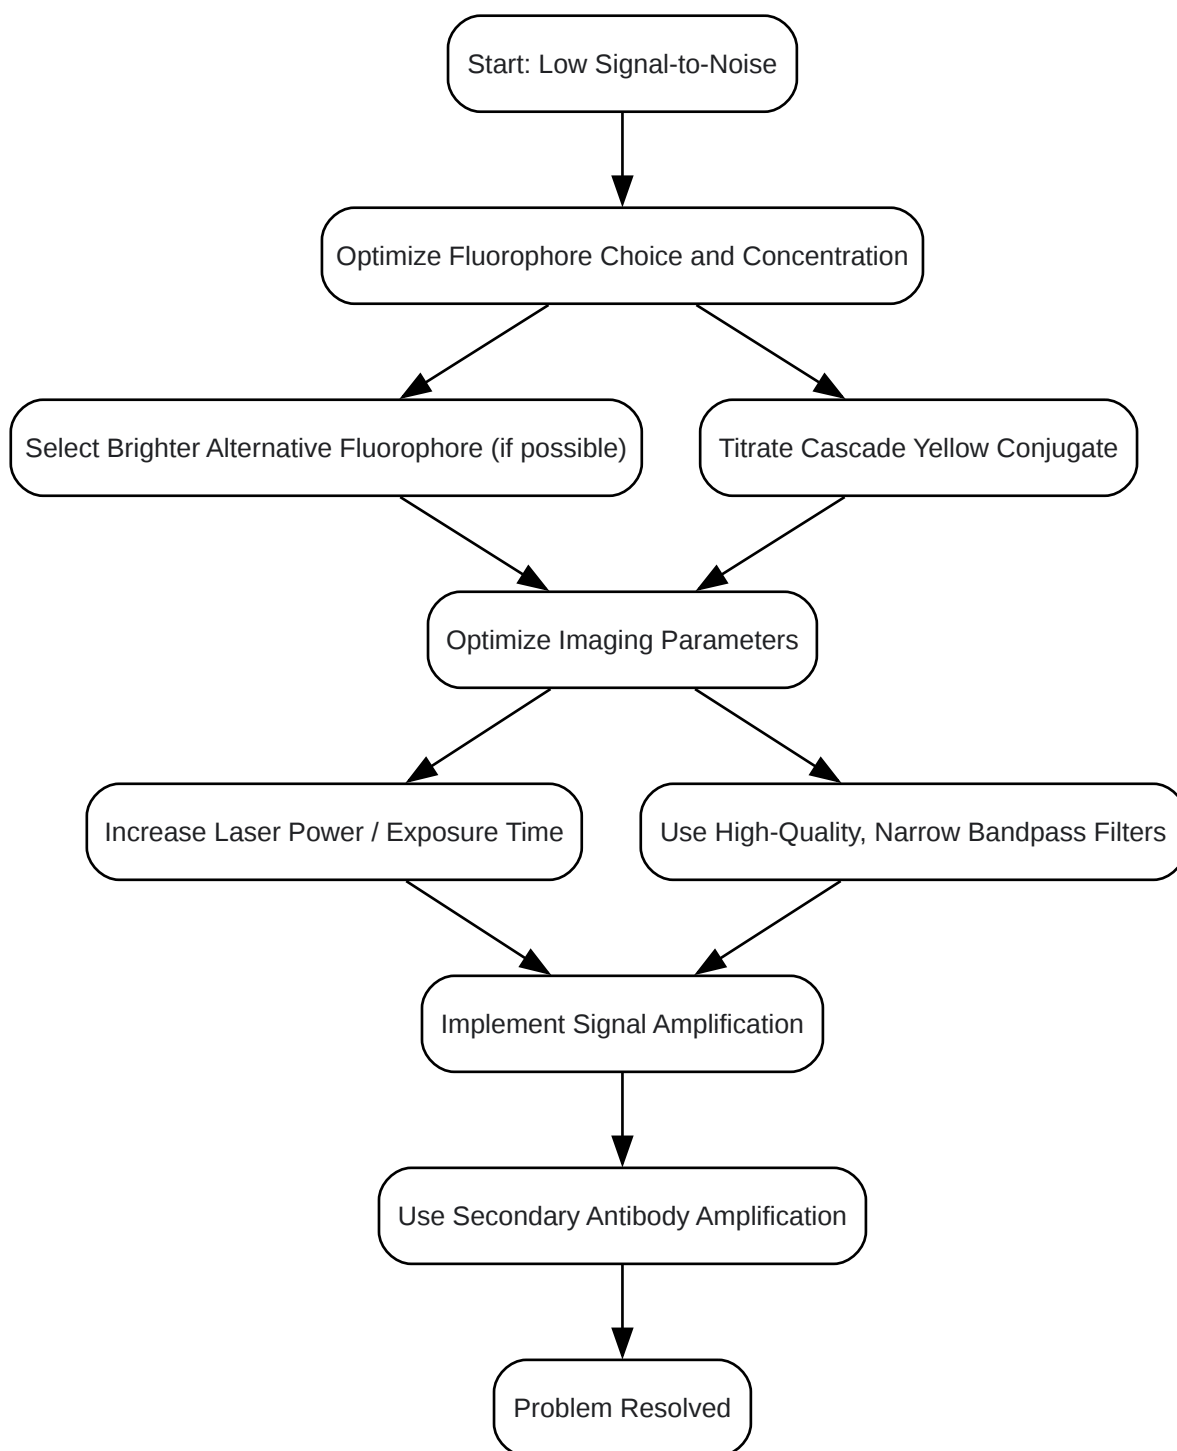 Start: Low Signal-to-Noise
Optimize Fluorophore Choice and Concentration
Select Brighter Alternative Fluorophore (if possible)
Titrate Cascade Yellow Conjugate
Optimize Imaging Parameters
Increase Laser Power / Exposure Time
Use High-Quality, Narrow Bandpass Filters
Implement Signal Amplification
Use Secondary Antibody Amplification
Problem Resolved